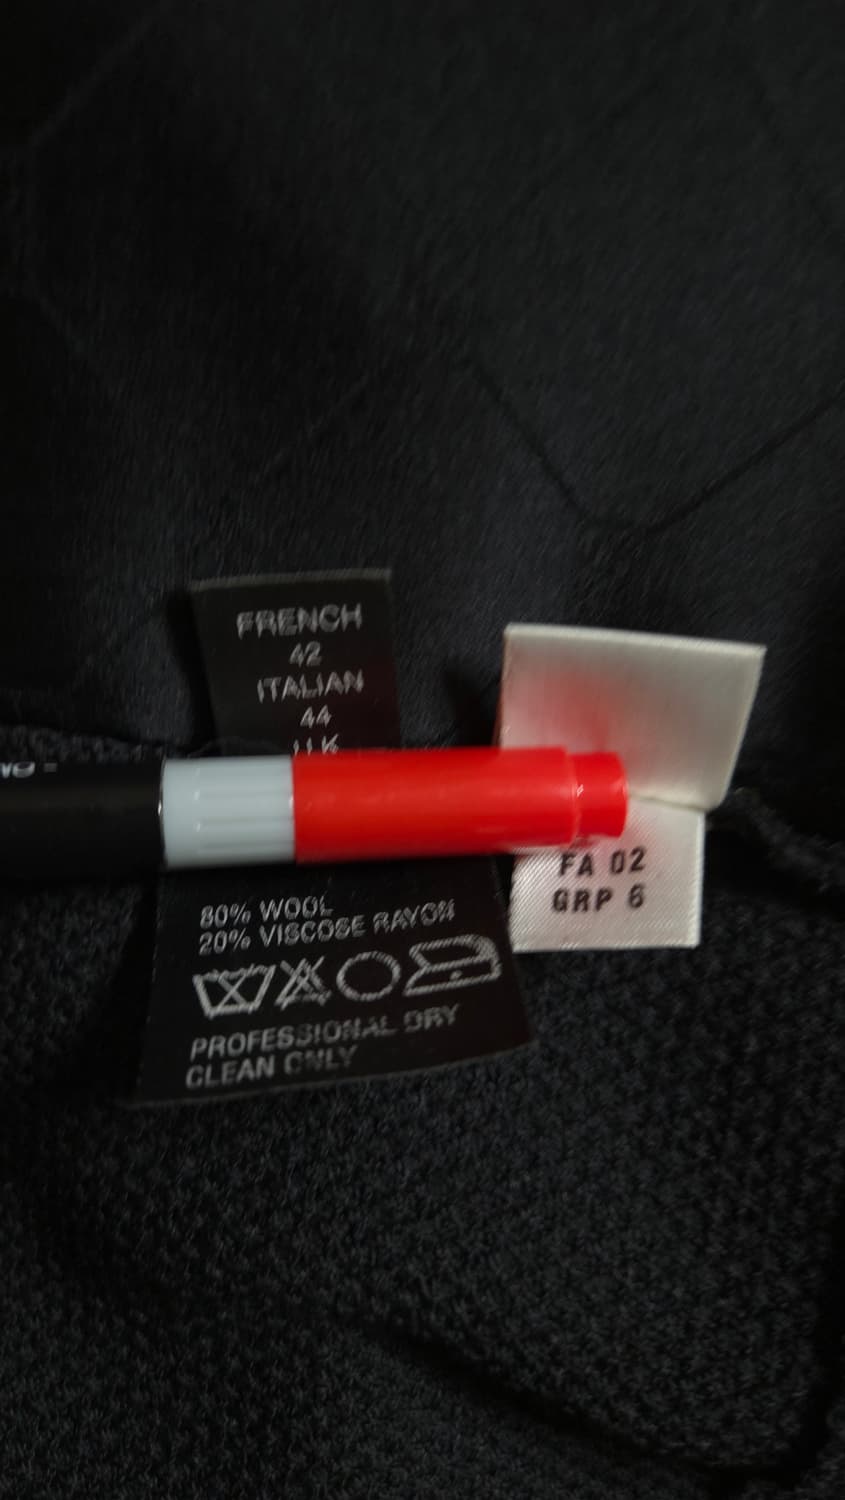 FRENCH
42
ITALIAN
44
U.K
80% WOOL
20% VISCOSE RAYON
PROFESSIONAL DRY
CLEAN ONLY
FA 02
GRP 6